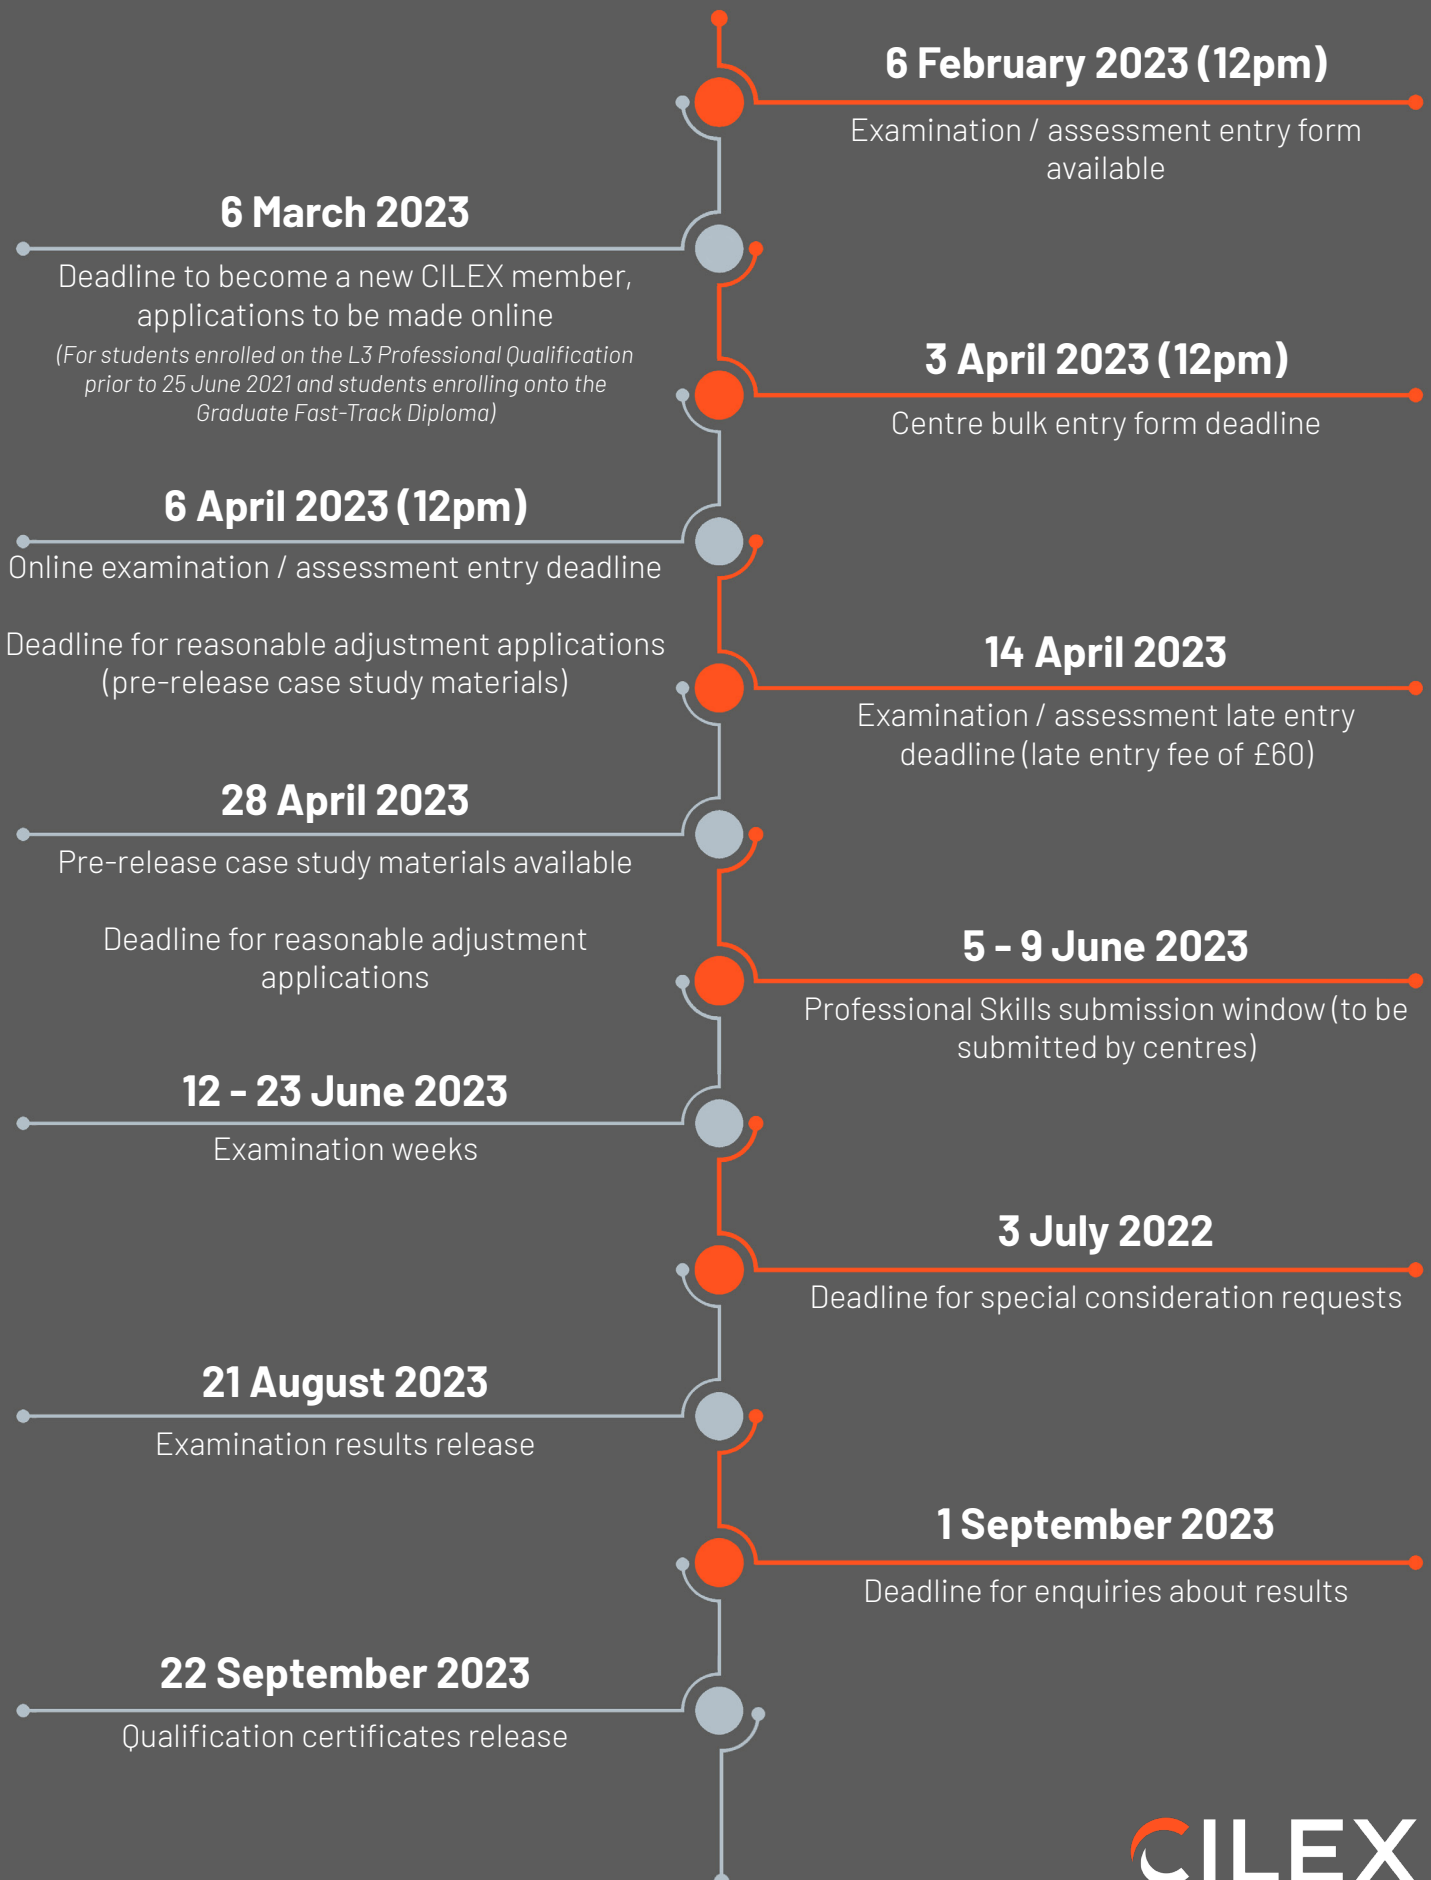 6 February 2023 (12pm)
Examination / assessment entry form
available
6 March 2023
Deadline to become a new CILEX member,
applications to be made online
(For students enrolled on the L3 Professional Qualification
prior to 25 June 2021 and students enrolling onto the
Graduate Fast-Track Diploma)
3 April 2023 (12pm)
Centre bulk entry form deadline
6 April 2023 (12pm)
Online examination / assessment entry deadline
Deadline for reasonable adjustment applications
(pre-release case study materials)
14 April 2023
Examination / assessment late entry
deadline (late entry fee of £60)
28 April 2023
Pre-release case study materials available
Deadline for reasonable adjustment
applications
5 - 9 June 2023
Professional Skills submission window (to be
submitted by centres)
12 - 23 June 2023
Examination weeks
3 July 2022
Deadline for special consideration requests
21 August 2023
Examination results release
1 September 2023
Deadline for enquiries about results
22 September 2023
Qualification certificates release
CILEX